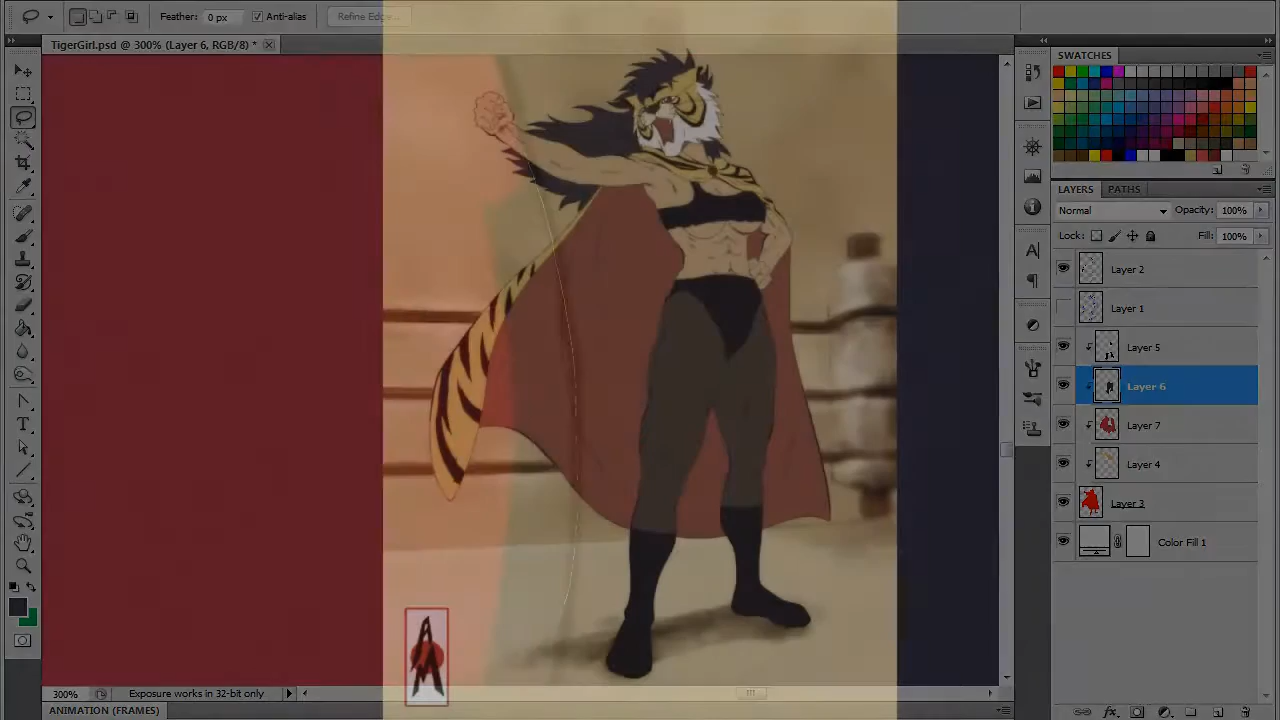 Feather: 0 px Anti-alias Refine Edge...
TigerGirl.psd @ 300% (Layer 6, RGB/8) *
SWATCHES
LAYERS PATHS
Normal Opacity: 100%
Lock: Fill: 100%
Layer 2
Layer 1
Layer 5
Layer 6
Layer 7
Layer 4
Layer 3
Color Fill 1
300% Exposure works in 32-bit only
ANIMATION (FRAMES)